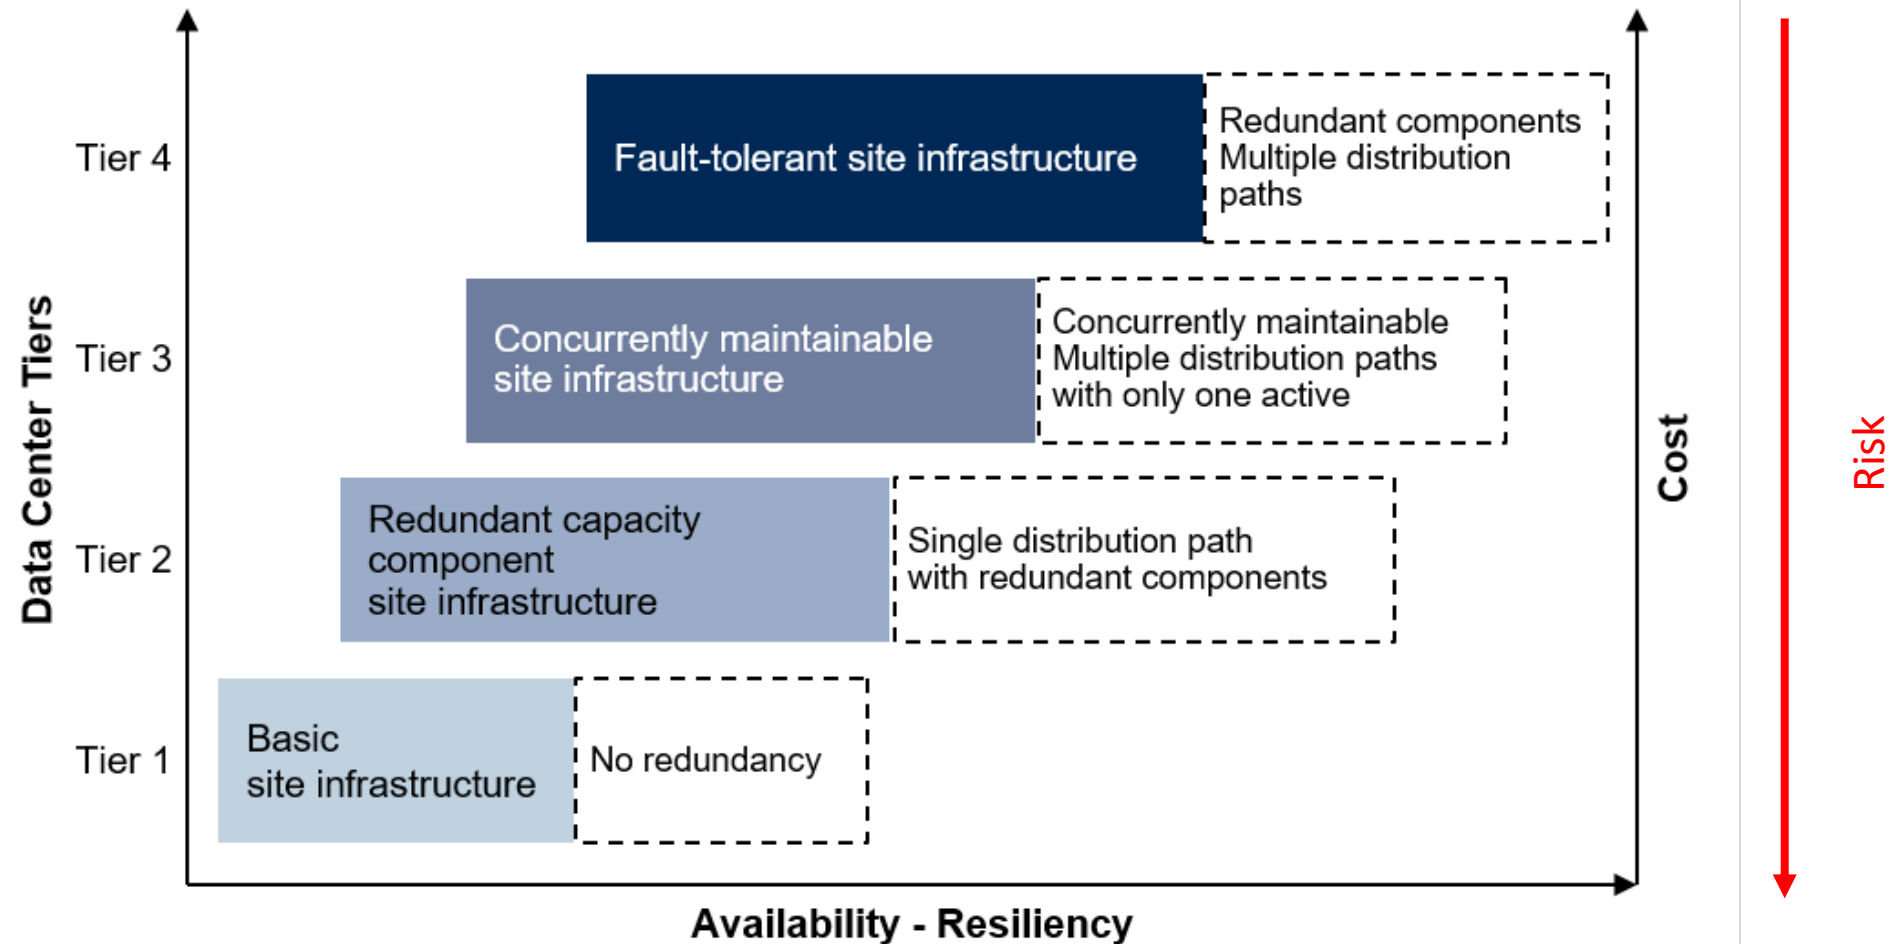 Data Center Tiers
Tier 4
Fault-tolerant site infrastructure
Redundant components
Multiple distribution
paths
Tier 3
Concurrently maintainable
site infrastructure
Concurrently maintainable
Multiple distribution paths
with only one active
Tier 2
Redundant capacity
component
site infrastructure
Single distribution path
with redundant components
Tier 1
Basic
site infrastructure
No redundancy
Availability - Resiliency
Cost
Risk